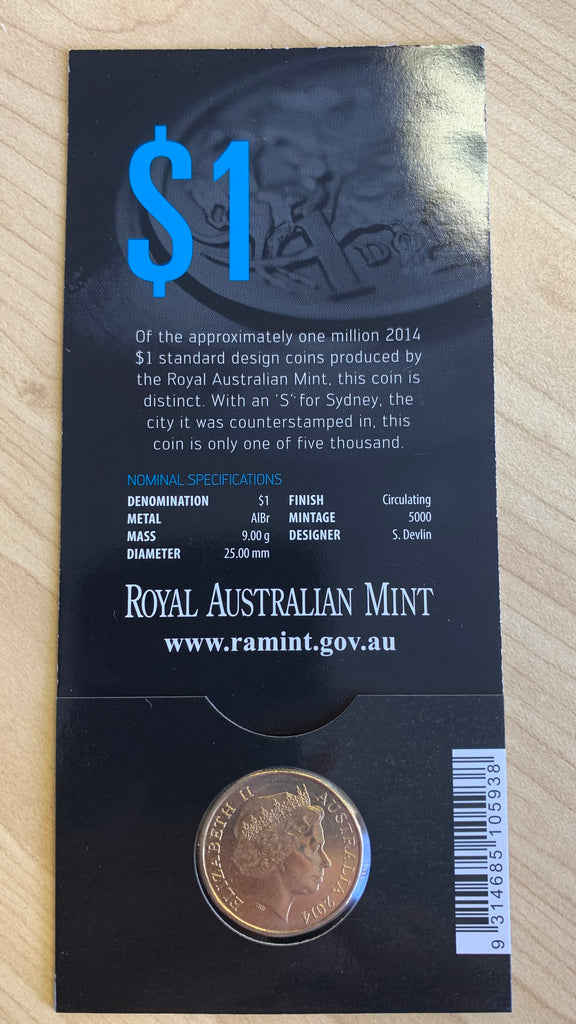 $1
Of the approximately one million 2014
$1 standard design coins produced by
the Royal Australian Mint, this coin is
distinct. With an 'S' for Sydney, the
city it was counterstamped in, this
coin is only one of five thousand.
NOMINAL SPECIFICATIONS
DENOMINATION $1 FINISH Circulating
METAL AlBr MINTAGE 5000
MASS 9.00 g DESIGNER S. Devlin
DIAMETER 25.00 mm
ROYAL AUSTRALIAN MINT
www.ramint.gov.au
ELIZABETH II AUSTRALIA 2014
9 314685 105938